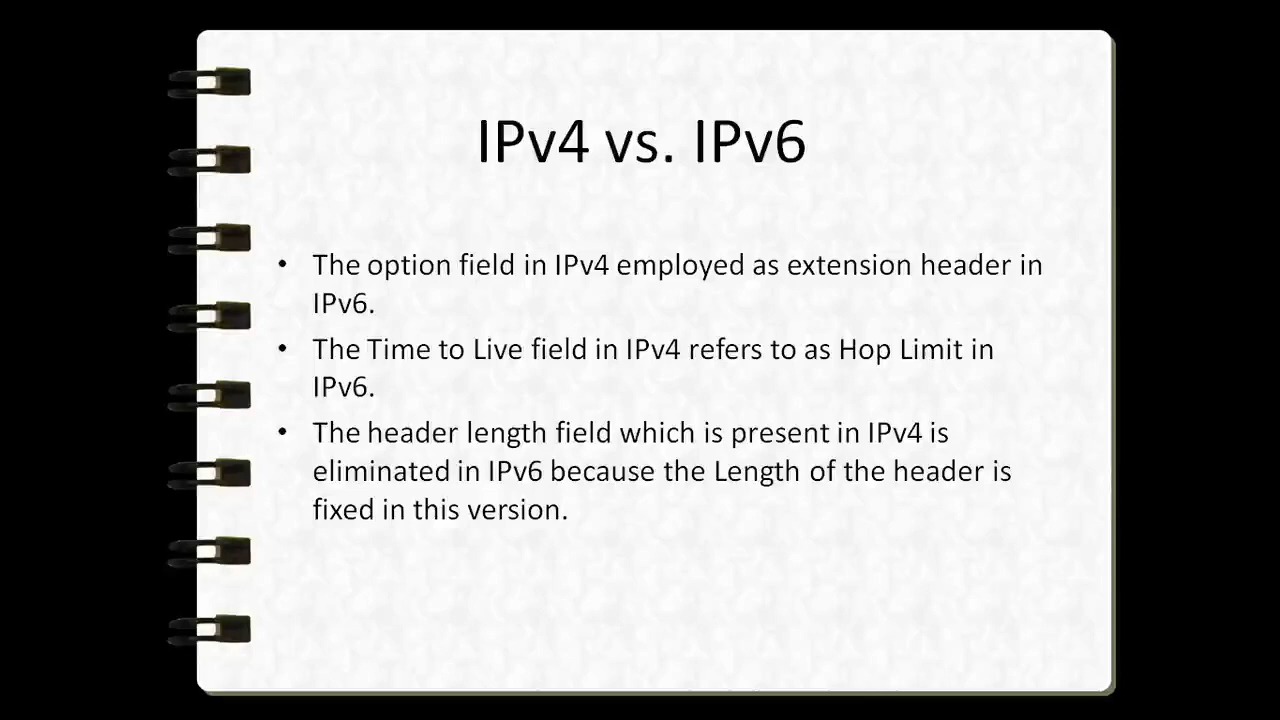 IPv4 vs. IPv6
• The option field in IPv4 employed as extension header in
IPv6.
• The Time to Live field in IPv4 refers to as Hop Limit in
IPv6.
• The header length field which is present in IPv4 is
eliminated in IPv6 because the Length of the header is
fixed in this version.